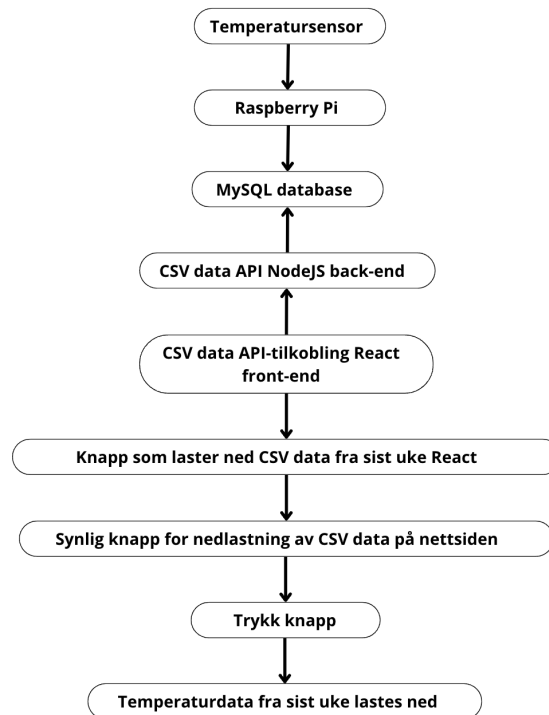 Temperatursensor
Raspberry Pi
MySQL database
CSV data API NodeJS back-end
CSV data API-tilkobling React
front-end
Knapp som laster ned CSV data fra sist uke React
Synlig knapp for nedlastning av CSV data på nettsiden
Trykk knapp
Temperaturdata fra sist uke lastes ned